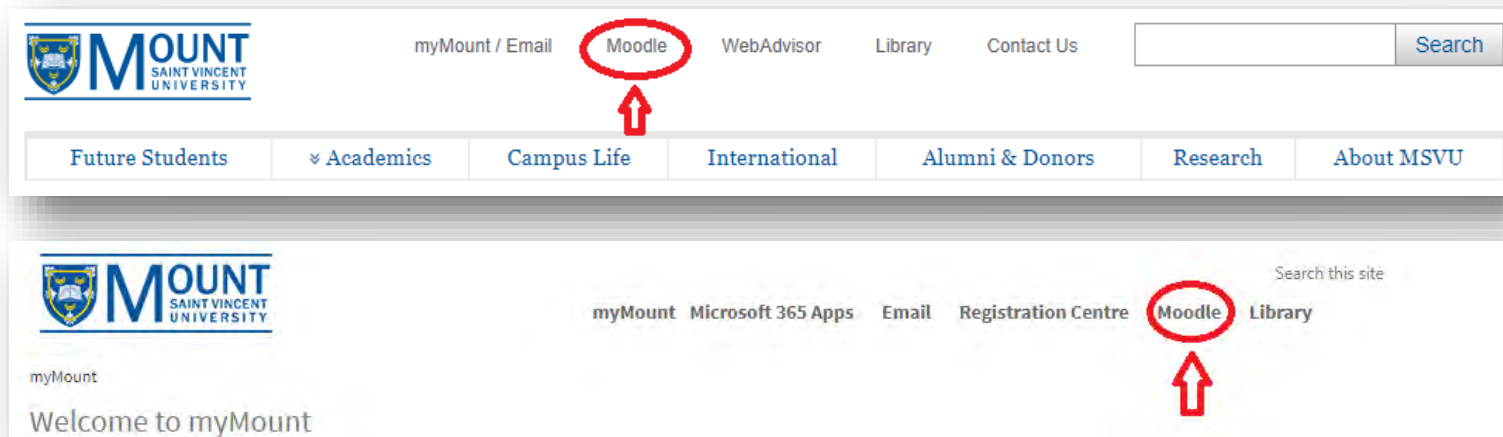 MOUNT
SAINT VINCENT
UNIVERSITY
myMount / Email Moodle WebAdvisor Library Contact Us Search
Future Students ≫ Academics Campus Life International Alumni & Donors Research About MSVU
MOUNT
SAINT VINCENT
UNIVERSITY
Search this site
myMount Microsoft 365 Apps Email Registration Centre Moodle Library
myMount
Welcome to myMount